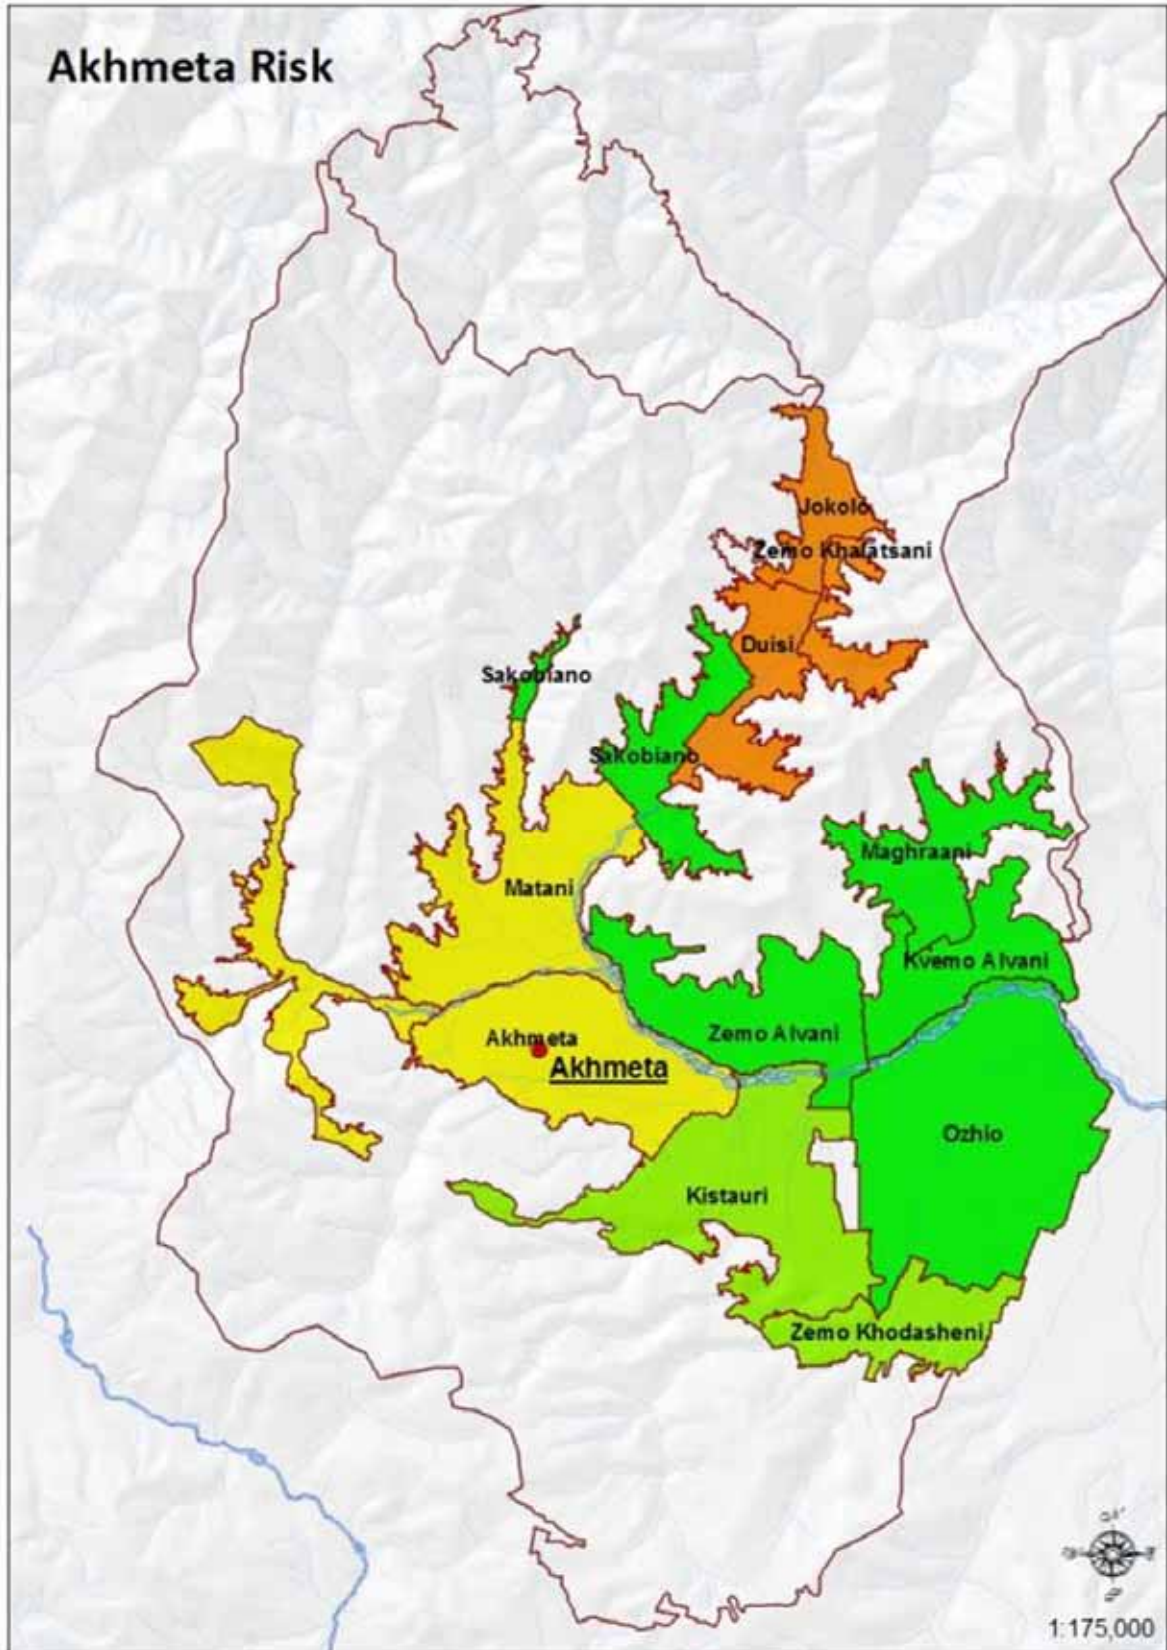 Akhmeta Risk
Jokolo
Zemo Khalatsani
Duisi
Sakobiano
Sakobiano
Maghraani
Matani
Kvemo Alvani
Zemo Alvani
Akhmeta
Akhmeta
Ozhio
Kistauri
Zemo Khodasheni
1:175,000